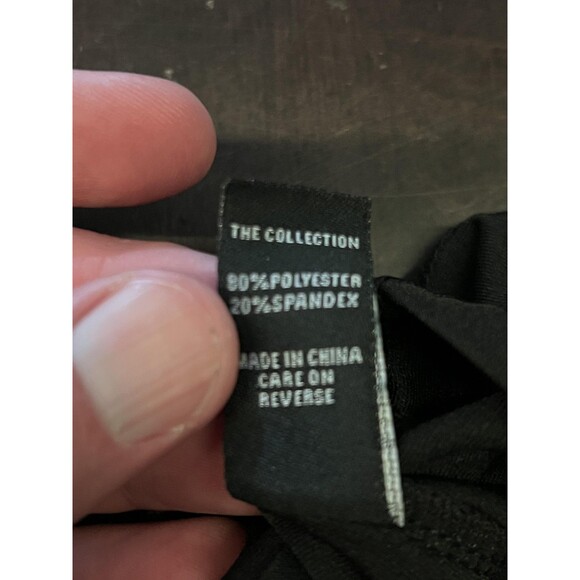 THE COLLECTION
80%POLYESTER
20%SPANDEX
MADE IN CHINA
CARE ON
REVERSE